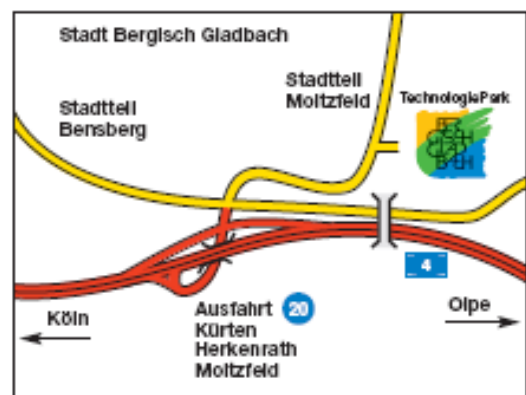 Stadt Bergisch Gladbach
Stadtteil
Moitzfeld
TechnologiePark
Stadtteil
Bensberg
4
Köln
Ausfahrt 20
Kürten
Herkenrath
Moitzfeld
Olpe